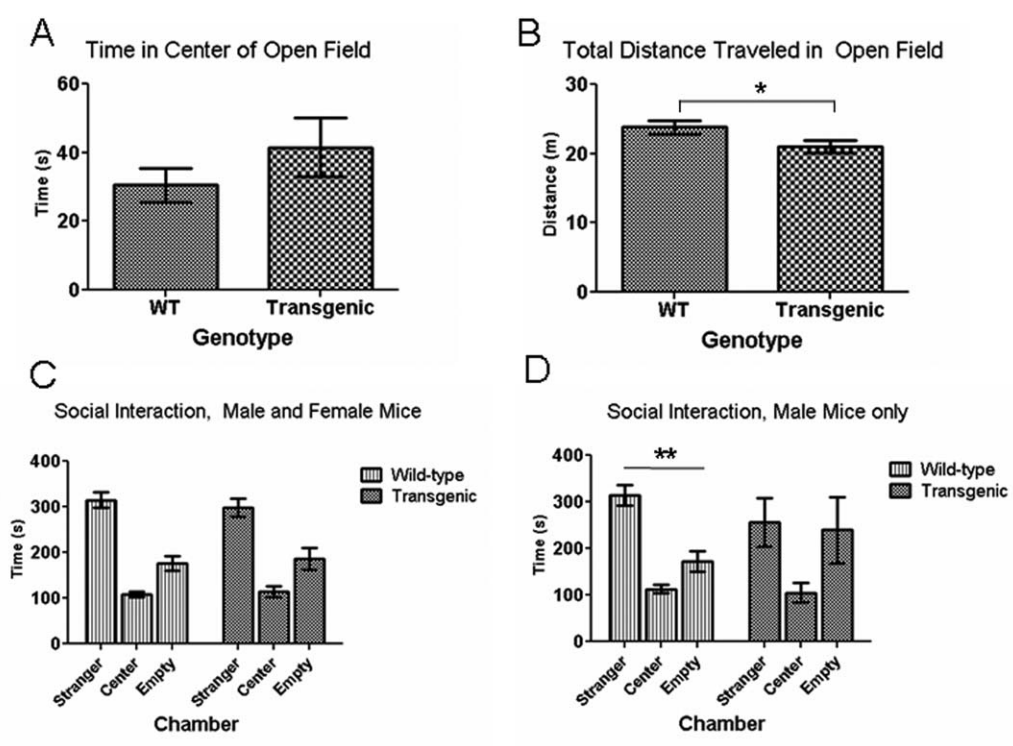 A
Time in Center of Open Field
60
40
20
0
Time (s)
WT
Transgenic
Genotype
B
Total Distance Traveled in Open Field
30
20
10
0
Distance (m)
*
WT
Transgenic
Genotype
C
Social Interaction, Male and Female Mice
400
300
200
100
0
Time (s)
Wild-type
Transgenic
Stranger
Center
Empty
Stranger
Center
Empty
Chamber
D
Social Interaction, Male Mice only
400
300
200
100
0
Time (s)
**
Wild-type
Transgenic
Stranger
Center
Empty
Stranger
Center
Empty
Chamber